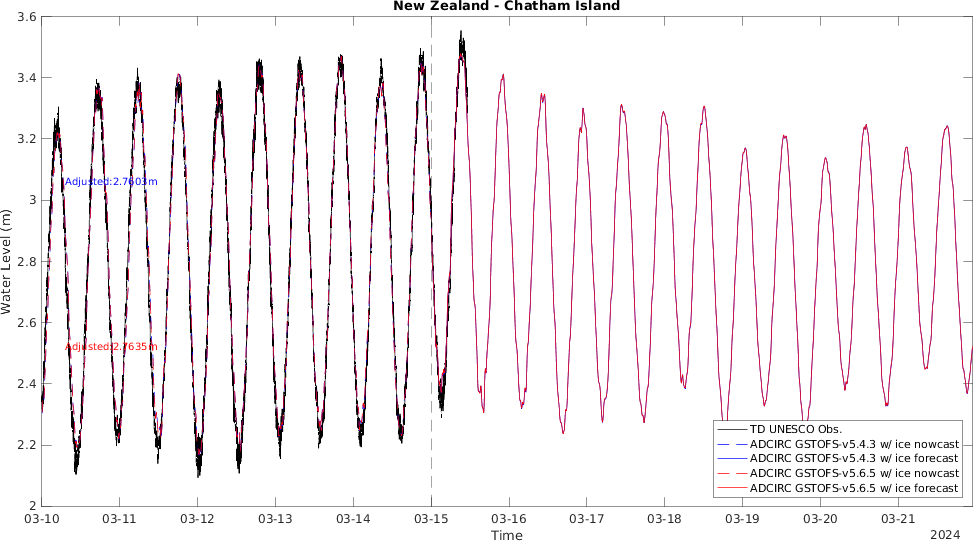 New Zealand - Chatham Island
3.6
3.4
3.2
3
2.8
2.6
2.4
2.2
2
Water Level (m)
Adjusted:2.7603m
Adjusted:2.7635m
TD UNESCO Obs.
ADCIRC GSTOFS-v5.4.3 w/ ice nowcast
ADCIRC GSTOFS-v5.4.3 w/ ice forecast
ADCIRC GSTOFS-v5.6.5 w/ ice nowcast
ADCIRC GSTOFS-v5.6.5 w/ ice forecast
03-10 03-11 03-12 03-13 03-14 03-15 03-16 03-17 03-18 03-19 03-20 03-21
Time
2024